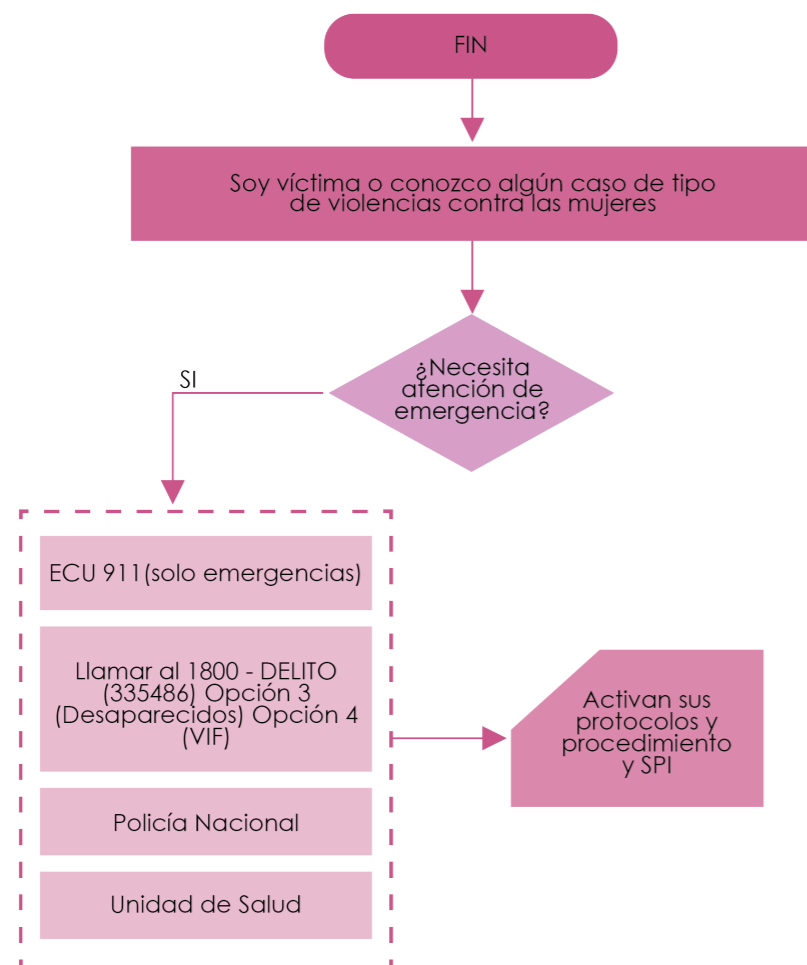 FIN
Soy víctima o conozco algún caso de tipo
de violencias contra las mujeres
¿Necesita
atención de
emergencia?
SI
ECU 911(solo emergencias)
Llamar al 1800 - DELITO
(335486) Opción 3
(Desaparecidos) Opción 4
(VIF)
Activan sus
protocolos y
procedimiento
y SPI
Policía Nacional
Unidad de Salud